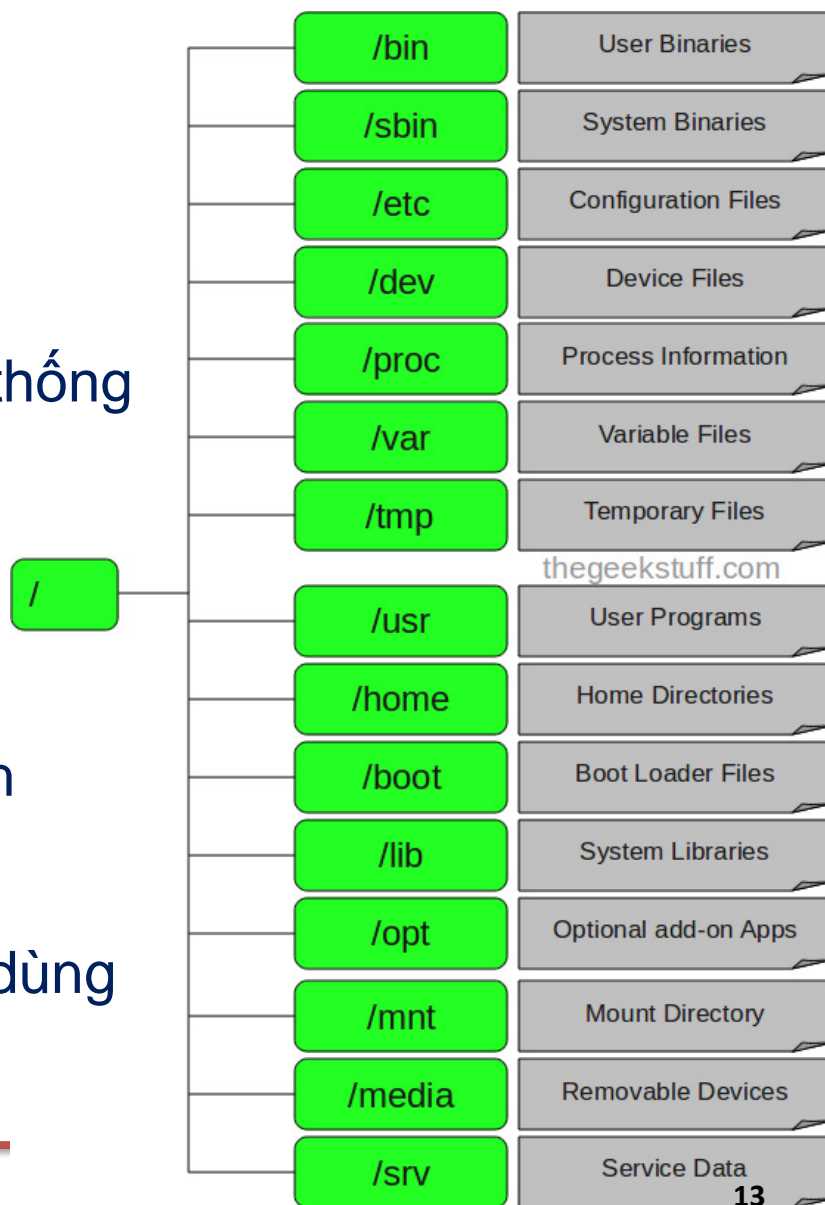 /bin User Binaries
/sbin System Binaries
/etc Configuration Files
/dev Device Files
/proc Process Information
thống
/var Variable Files
/tmp Temporary Files
thegeekstuff.com
/
/usr User Programs
/home Home Directories
n
/boot Boot Loader Files
/lib System Libraries
/opt Optional add-on Apps
dùng
/mnt Mount Directory
/media Removable Devices
/srv Service Data
13